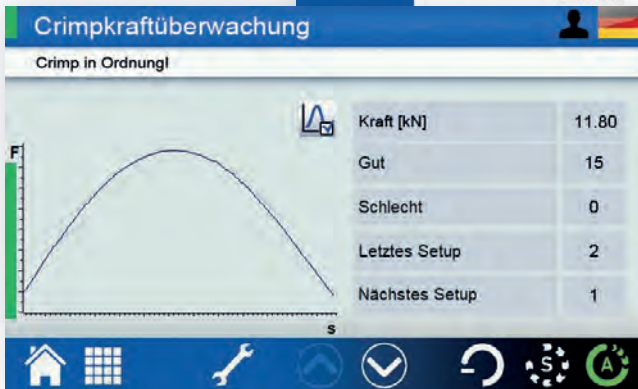 Crimpkraftüberwachung
Crimp in Ordnung!
F
s
Kraft [kN] 11.80
Gut 15
Schlecht 0
Letztes Setup 2
Nächstes Setup 1
S
A